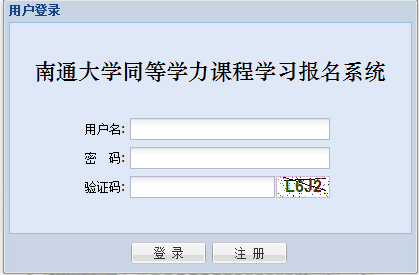 用户登录
南通大学同等学力课程学习报名系统
用户名:
密 码:
验证码: L6J2
登 录 注 册